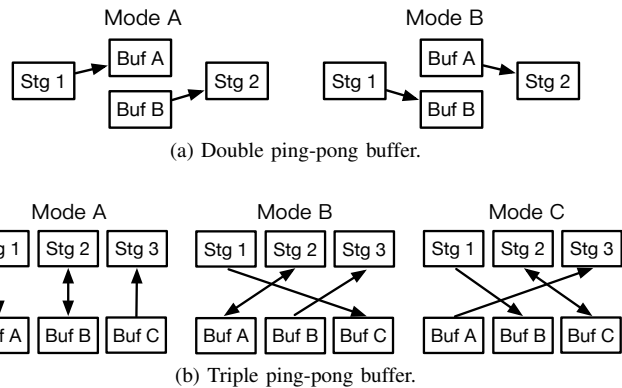 Mode A
Mode B
Buf A
Buf A
Stg 1
Stg 2
Stg 1
Stg 2
Buf B
Buf B
(a) Double ping-pong buffer.
Mode A
Mode B
Mode C
g 1
Stg 2
Stg 3
Stg 1
Stg 2
Stg 3
Stg 1
Stg 2
Stg 3
f A
Buf B
Buf C
Buf A
Buf B
Buf C
Buf A
Buf B
Buf C
(b) Triple ping-pong buffer.